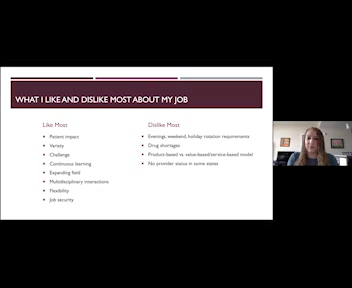 WHAT I LIKE AND DISLIKE MOST ABOUT MY JOB
Like Most
Patient impact
Variety
Challenge
Continuous learning
Expanding field
Multidisciplinary interactions
Flexibility
Job security
Dislike Most
Evenings, weekend, holiday rotation requirements
Drug shortages
Product-based vs. value-based/service-based model
No provider status in some states